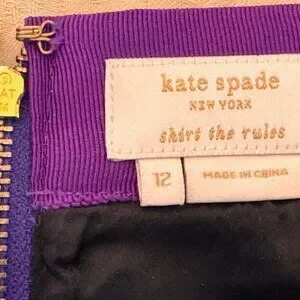 kate spade
NEW YORK
skirt the rules
12
MADE IN CHINA